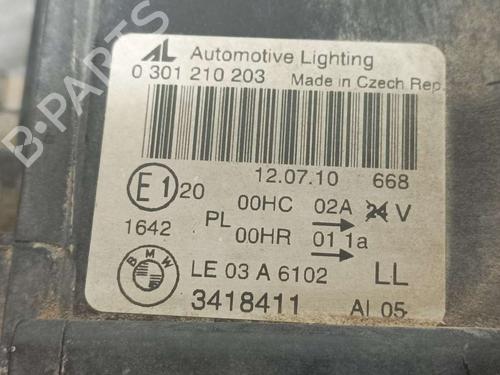 AL Automotive Lighting
0 301 210 203 Made in Czech Rep.
12.07.10 668
E1 20 00HC 02A 24 V
1642 PL 00HR 01 1a
BMW LE 03 A 6102 LL
3418411 Al 05
B-PARTS